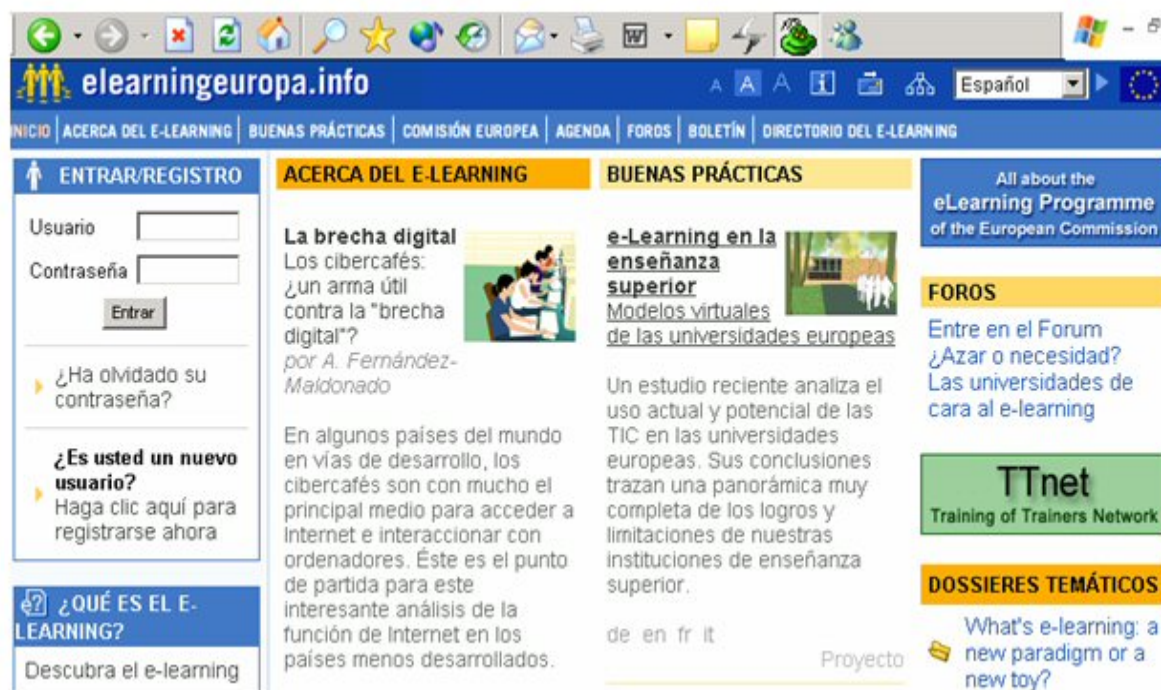 elearningeuropa.info
A A A i Español
INICIO ACERCA DEL E-LEARNING BUENAS PRÁCTICAS COMISIÓN EUROPEA AGENDA FOROS BOLETÍN DIRECTORIO DEL E-LEARNING
ENTRAR/REGISTRO
Usuario
Contraseña
Entrar
¿Ha olvidado su
contraseña?
¿Es usted un nuevo
usuario?
Haga clic aquí para
registrarse ahora
e? ¿QUÉ ES EL E-
LEARNING?
Descubra el e-learning
ACERCA DEL E-LEARNING
La brecha digital
Los cibercafés:
¿un arma útil
contra la "brecha
digital"?
por A. Fernández-
Maldonado
En algunos países del mundo
en vías de desarrollo, los
cibercafés son con mucho el
principal medio para acceder a
Internet e interaccionar con
ordenadores. Éste es el punto
de partida para este
interesante análisis de la
función de Internet en los
países menos desarrollados.
BUENAS PRÁCTICAS
e-Learning en la
enseñanza
superior
Modelos virtuales
de las universidades europeas
Un estudio reciente analiza el
uso actual y potencial de las
TIC en las universidades
europeas. Sus conclusiones
trazan una panorámica muy
completa de los logros y
limitaciones de nuestras
instituciones de enseñanza
superior.
de en fr it
Proyecto
All about the
eLearning Programme
of the European Commission
FOROS
Entre en el Forum
¿Azar o necesidad?
Las universidades de
cara al e-learning
TTnet
Training of Trainers Network
DOSSIERES TEMÁTICOS
What's e-learning: a
new paradigm or a
new toy?